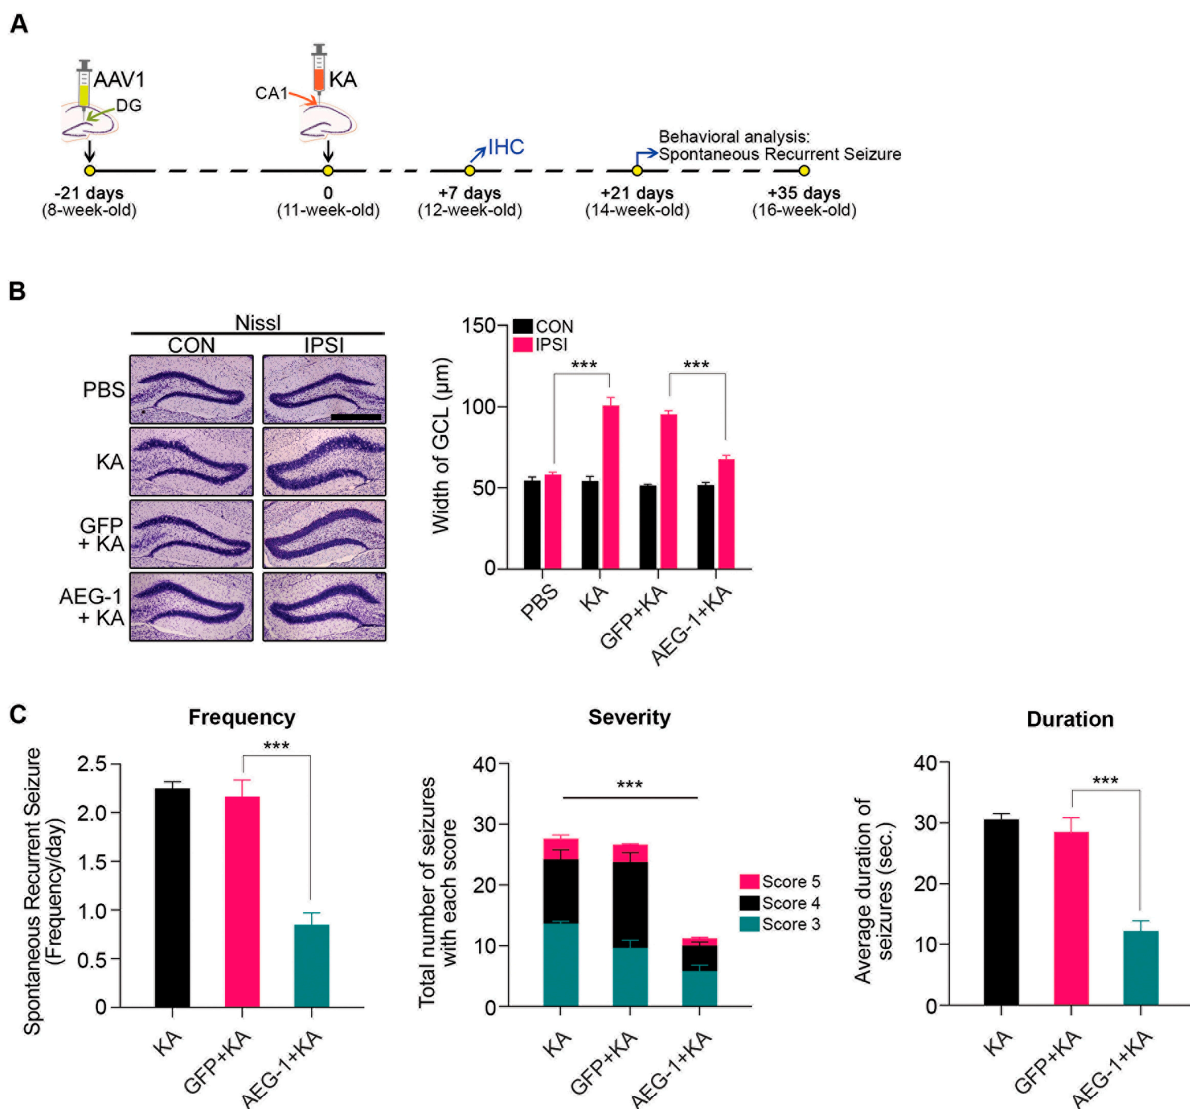 A
AAV1
DG
KA
CA1
IHC
Behavioral analysis:
Spontaneous Recurrent Seizure
-21 days
(8-week-old)
0
(11-week-old)
+7 days
(12-week-old)
+21 days
(14-week-old)
+35 days
(16-week-old)
B
Nissl
CON
IPSI
PBS
KA
GFP
+ KA
AEG-1
+ KA
Width of GCL (µm)
150
100
50
0
CON
IPSI
***
***
PBS
KA
GFP+KA
AEG-1+KA
C
Frequency
Spontaneous Recurrent Seizure
(Frequency/day)
2.5
2.0
1.5
1.0
0.5
0
***
KA
GFP+KA
AEG-1+KA
Severity
Total number of seizures
with each score
40
30
20
10
0
***
Score 5
Score 4
Score 3
KA
GFP+KA
AEG-1+KA
Duration
Average duration of
seizures (sec.)
40
30
20
10
0
***
KA
GFP+KA
AEG-1+KA